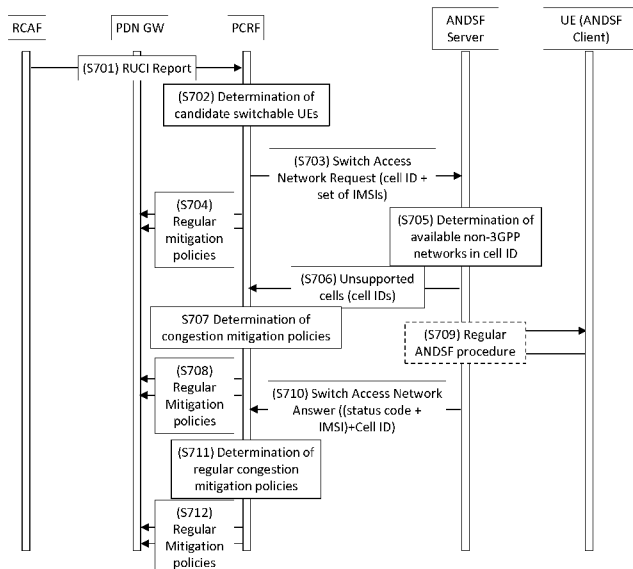 RCAF
PDN GW
PCRF
ANDSF
Server
UE (ANDSF
Client)
(S701) RUCI Report
(S702) Determination of
candidate switchable UEs
(S703) Switch Access
Network Request (cell ID +
set of IMSIs)
(S704)
Regular
mitigation
policies
(S705) Determination of
available non-3GPP
networks in cell ID
(S706) Unsupported
cells (cell IDs)
S707 Determination of
congestion mitigation policies
(S709) Regular
ANDSF procedure
(S708)
Regular
Mitigation
policies
(S710) Switch Access Network
Answer ((status code +
IMSI)+Cell ID)
(S711) Determination of
regular congestion
mitigation policies
(S712)
Regular
Mitigation
policies